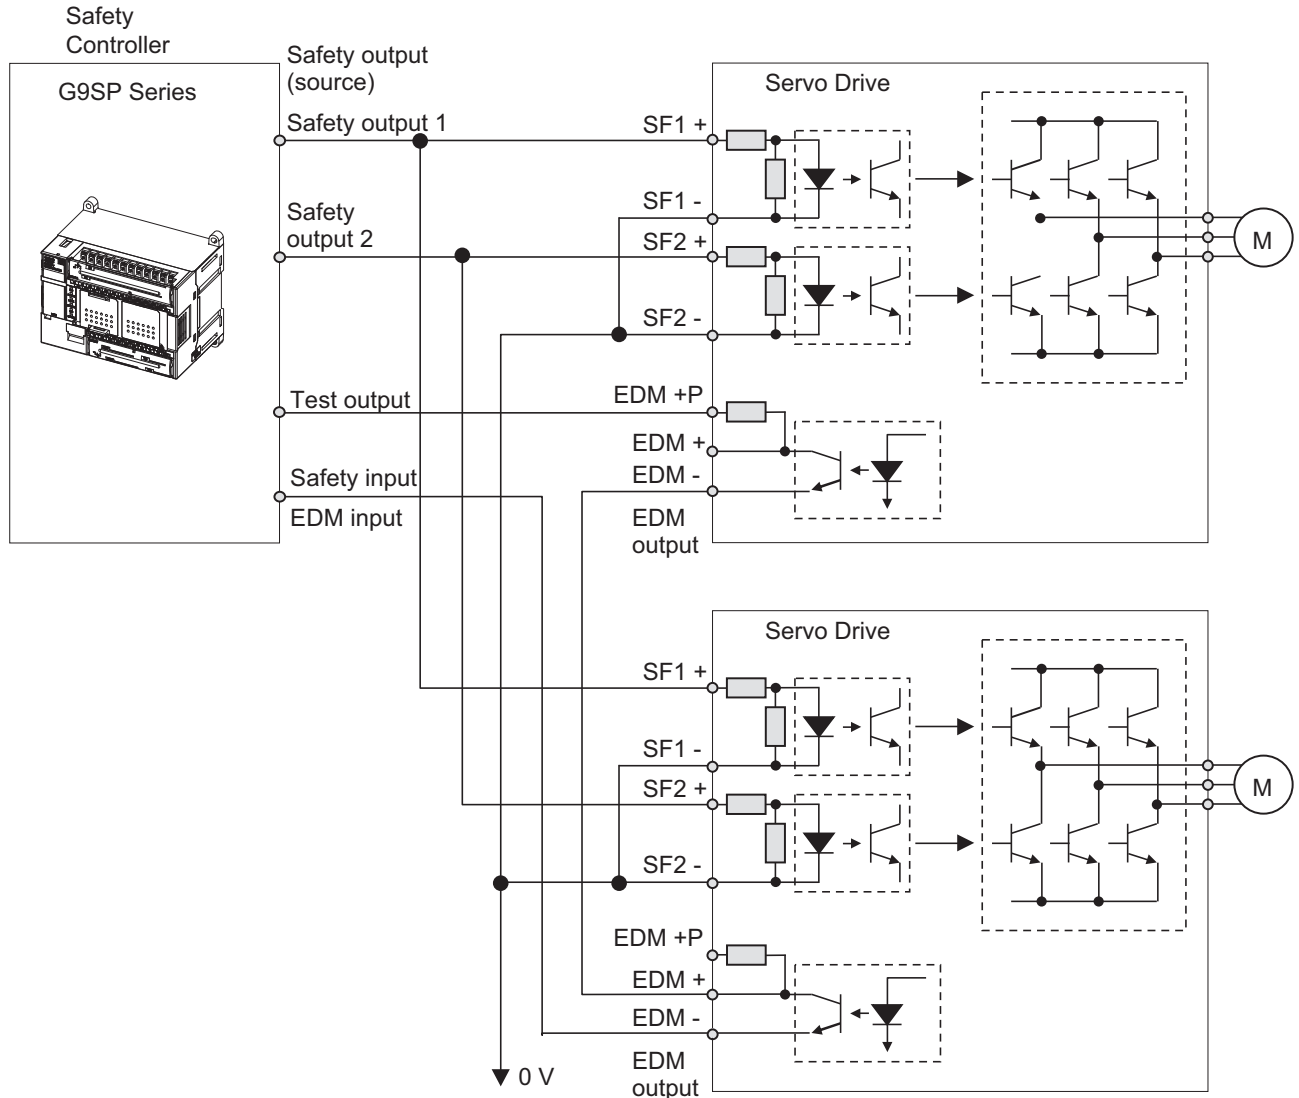 Safety
Controller
G9SP Series
Safety output
(source)
Safety output 1
Safety
output 2
Test output
Safety input
EDM input
Servo Drive
SF1 +
SF1 -
SF2 +
SF2 -
EDM +P
EDM +
EDM -
EDM
output
M
Servo Drive
SF1 +
SF1 -
SF2 +
SF2 -
EDM +P
EDM +
EDM -
EDM
output
M
0 V